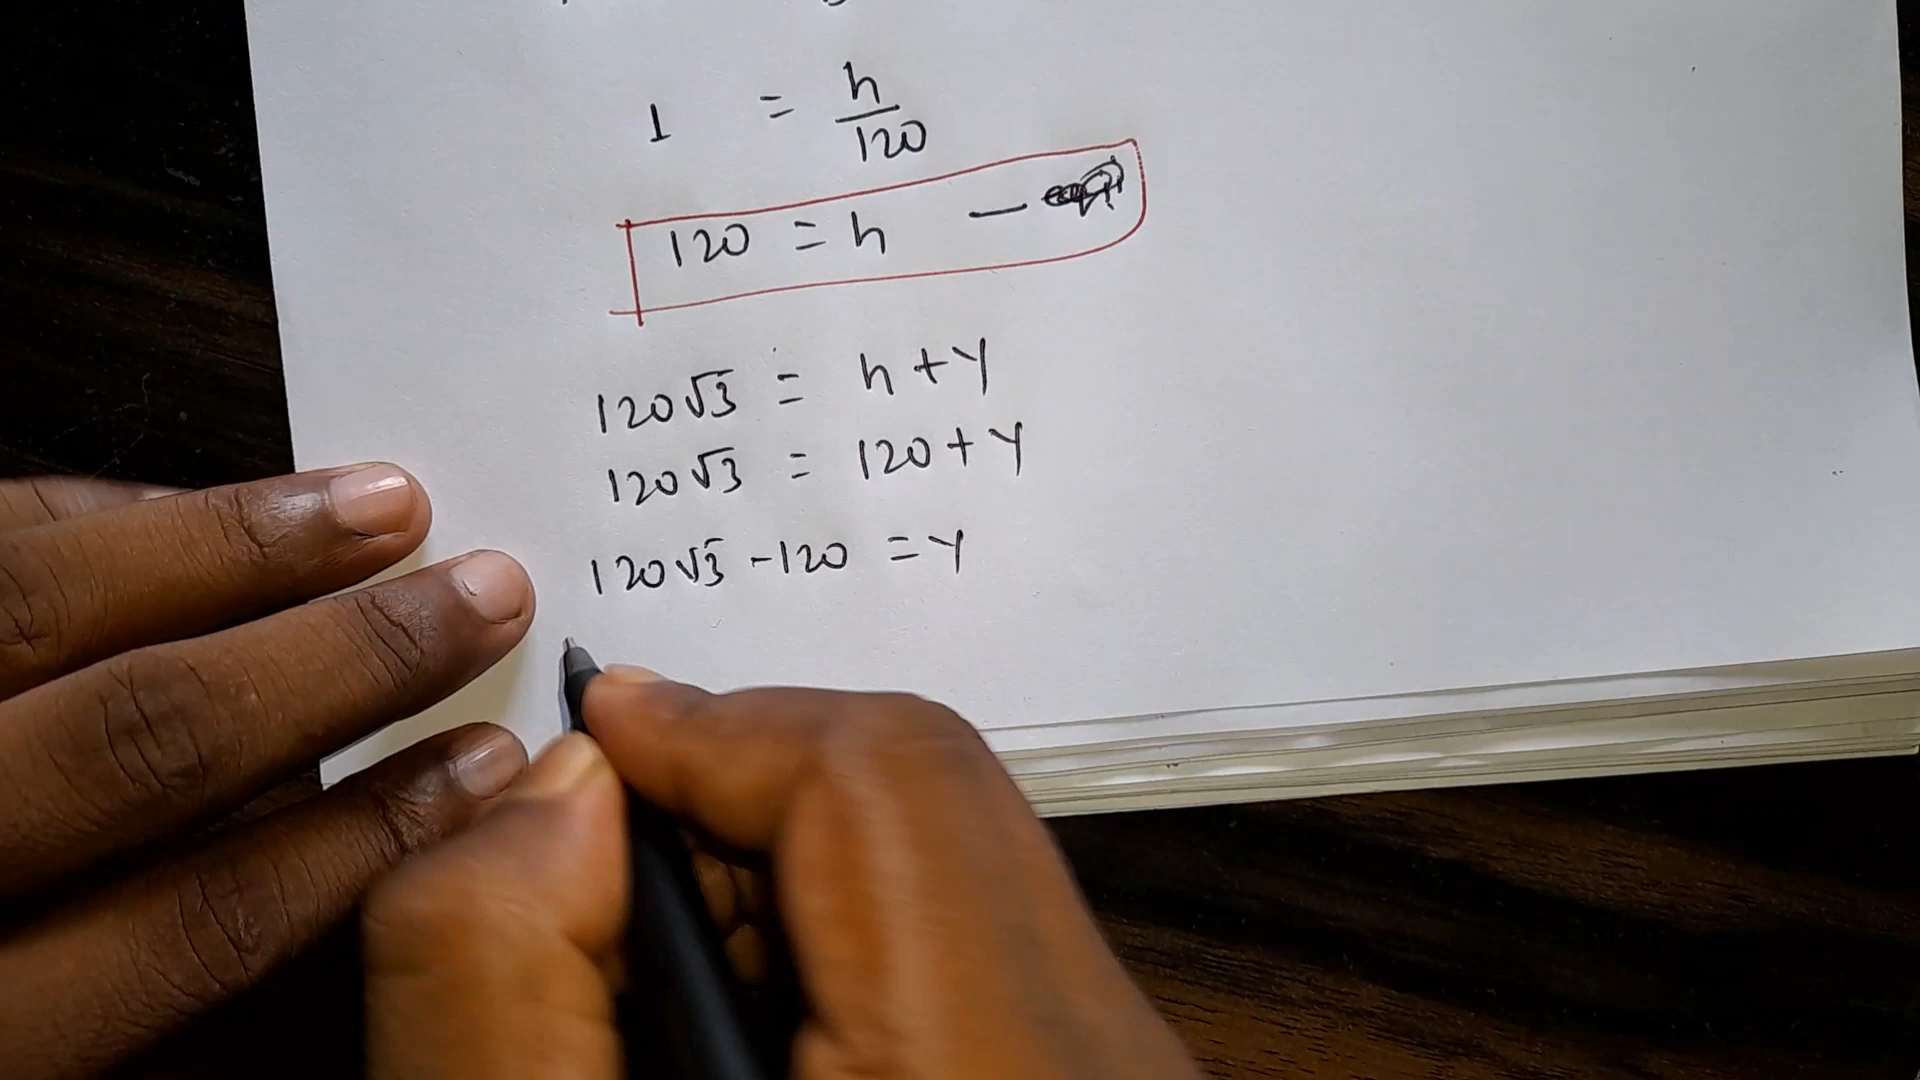 1 = h/120
120 = h —
120√3 = h + y
120√3 = 120 + y
120√3 - 120 = y